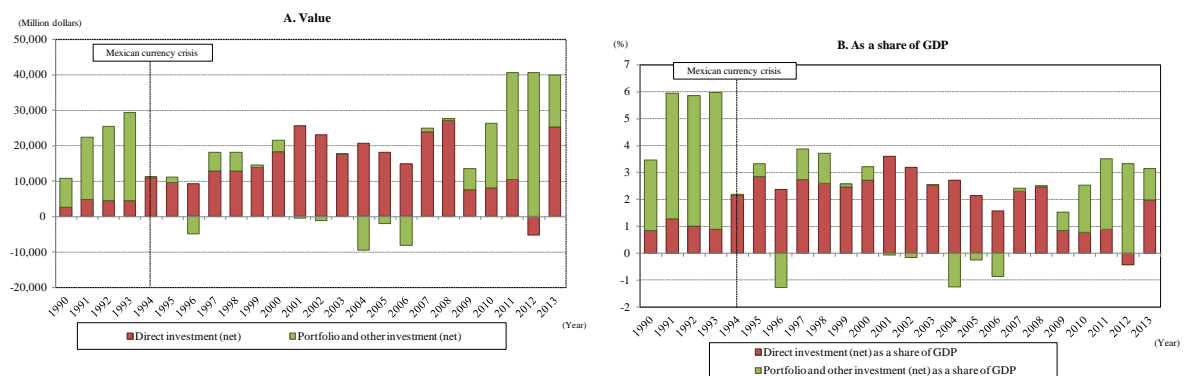 A. Value
(Million dollars)
Mexican currency crisis
50,000
40,000
30,000
20,000
10,000
0
-10,000
-20,000
1990 1991 1992 1993 1994 1995 1996 1997 1998 1999 2000 2001 2002 2003 2004 2005 2006 2007 2008 2009 2010 2011 2012 2013
(Year)
Direct investment (net) Portfolio and other investment (net)
B. As a share of GDP
(%)
Mexican currency crisis
7
6
5
4
3
2
1
0
-1
-2
1990 1991 1992 1993 1994 1995 1996 1997 1998 1999 2000 2001 2002 2003 2004 2005 2006 2007 2008 2009 2010 2011 2012 2013
(Year)
Direct investment (net) as a share of GDP
Portfolio and other investment (net) as a share of GDP